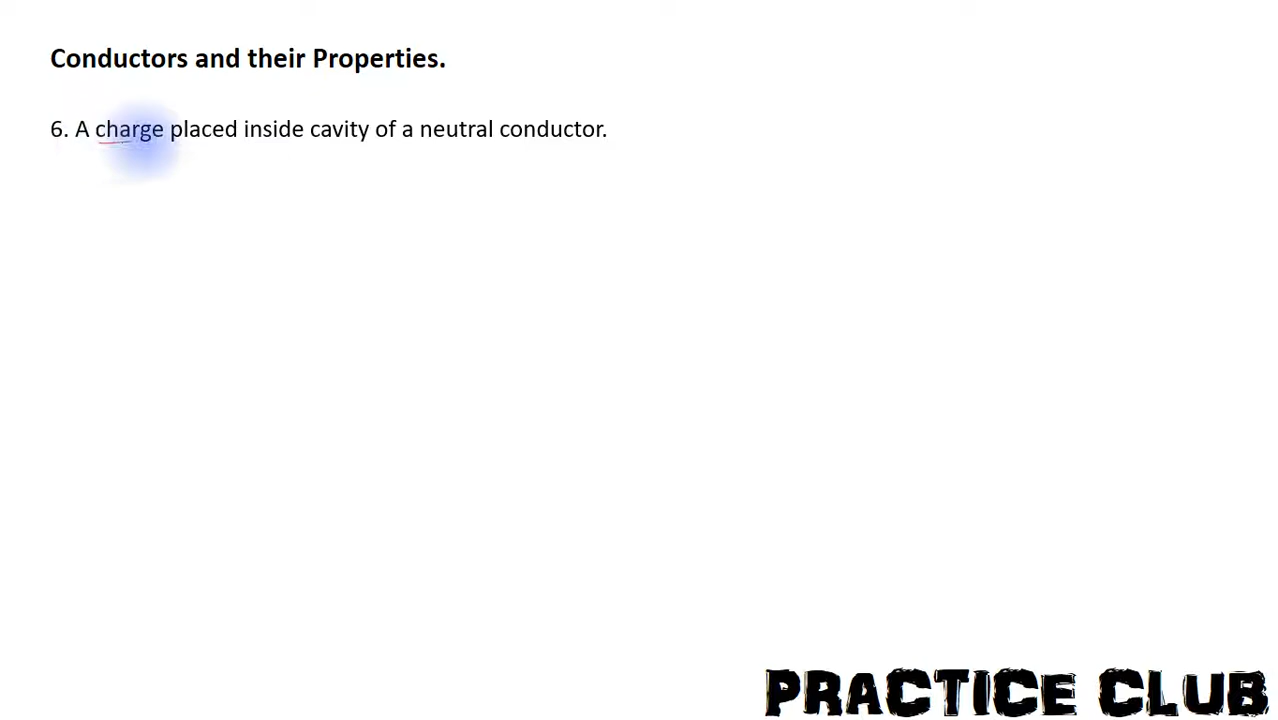 Conductors and their Properties.
6. A charge placed inside cavity of a neutral conductor.
PRACTICE CLUB